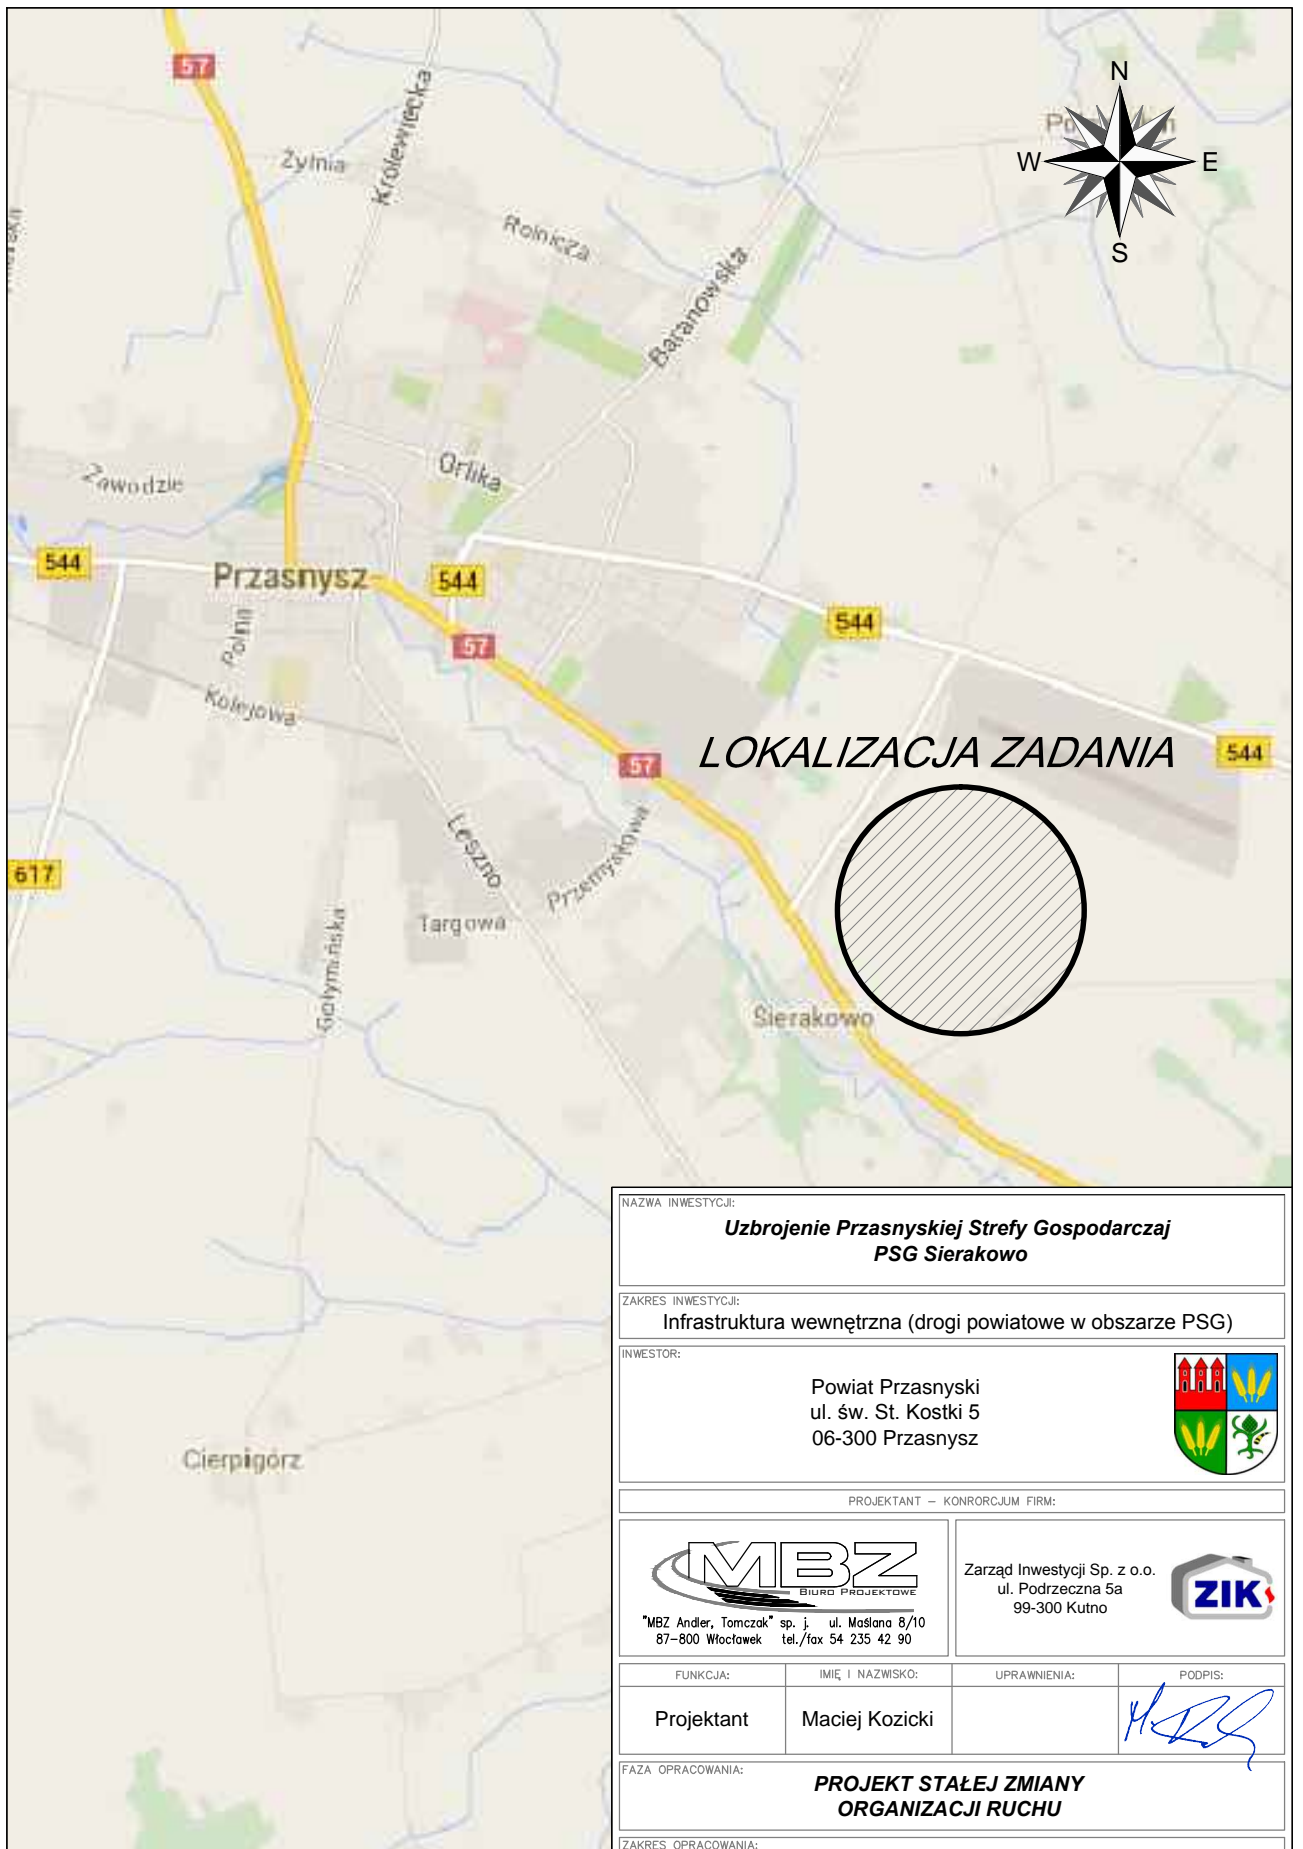 57
N
W
E
S
Królewiecka
Żylnia
Rolnicza
Baranowska
Orlika
Zawodzie
544
Przasnysz
544
544
Polna
57
Kolejowa
LOKALIZACJA ZADANIA
544
57
Leszno
Przemysłowa
617
Targowa
Gołymińska
Sierakowo
Cierpigórz
NAZWA INWESTYCJI:
Uzbrojenie Przasnyskiej Strefy Gospodarczaj
PSG Sierakowo
ZAKRES INWESTYCJI:
Infrastruktura wewnętrzna (drogi powiatowe w obszarze PSG)
INWESTOR:
Powiat Przasnyski
ul. św. St. Kostki 5
06-300 Przasnysz
PROJEKTANT – KONRORCJUM FIRM:
MBZ
BIURO PROJEKTOWE
"MBZ Andler, Tomczak" sp. j. ul. Maślana 8/10
87-800 Włocławek tel./fax 54 235 42 90
Zarząd Inwestycji Sp. z o.o.
ul. Podrzeczna 5a
99-300 Kutno
ZIK
FUNKCJA:
IMIĘ I NAZWISKO:
UPRAWNIENIA:
PODPIS:
Projektant
Maciej Kozicki
FAZA OPRACOWANIA:
PROJEKT STAŁEJ ZMIANY
ORGANIZACJI RUCHU
ZAKRES OPRACOWANIA: